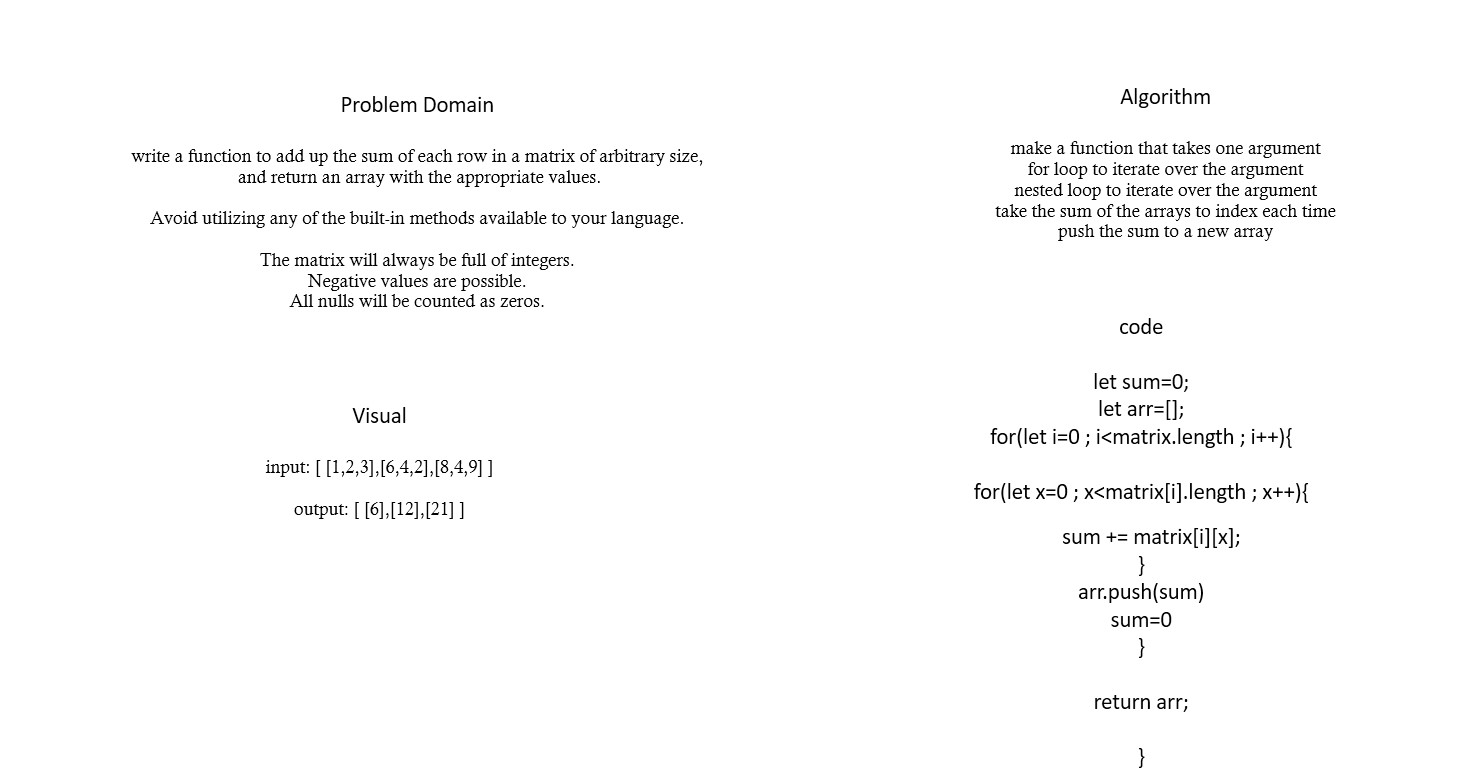 Problem Domain
write a function to add up the sum of each row in a matrix of arbitrary size,
and return an array with the appropriate values.
Avoid utilizing any of the built-in methods available to your language.
The matrix will always be full of integers.
Negative values are possible.
All nulls will be counted as zeros.
Visual
input: [ [1,2,3],[6,4,2],[8,4,9] ]
output: [ [6],[12],[21] ]
Algorithm
make a function that takes one argument
for loop to iterate over the argument
nested loop to iterate over the argument
take the sum of the arrays to index each time
push the sum to a new array
code
let sum=0;
let arr=[];
for(let i=0 ; i<matrix.length ; i++){
for(let x=0 ; x<matrix[i].length ; x++){
sum += matrix[i][x];
}
arr.push(sum)
sum=0
}
return arr;
}